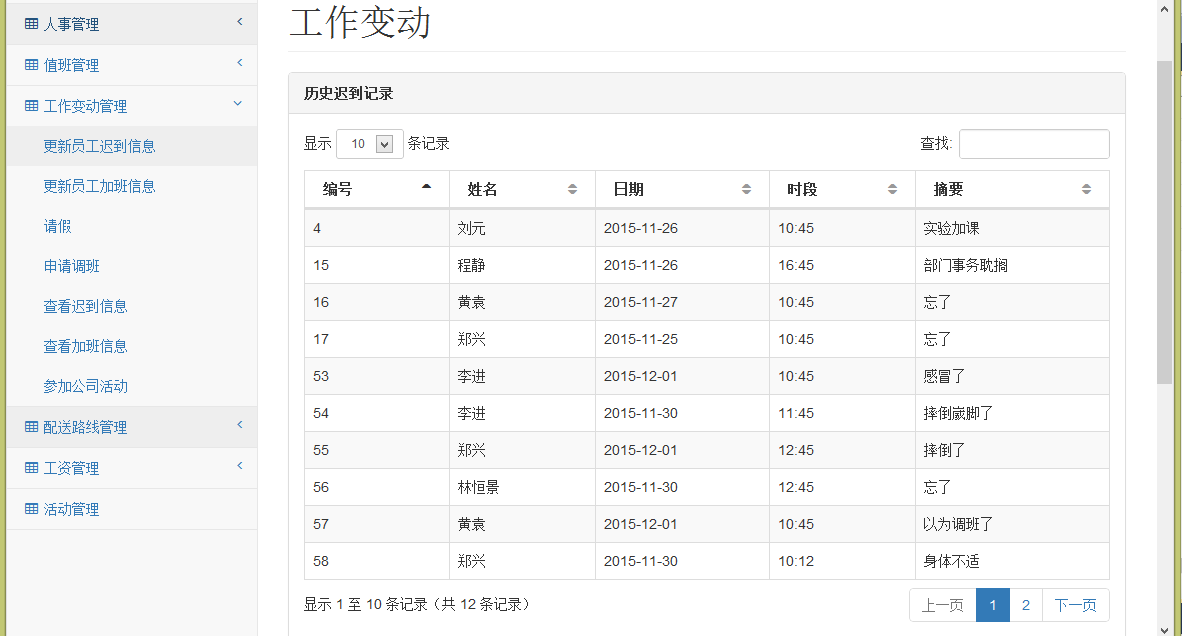 人事管理
值班管理
工作变动管理
更新员工迟到信息
更新员工加班信息
请假
申请调班
查看迟到信息
查看加班信息
参加公司活动
配送路线管理
工资管理
活动管理
工作变动
历史迟到记录
显示 10 条记录 查找:
编号 姓名 日期 时段 摘要
4 刘元 2015-11-26 10:45 实验加课
15 程静 2015-11-26 16:45 部门事务耽搁
16 黄袁 2015-11-27 10:45 忘了
17 郑兴 2015-11-25 10:45 忘了
53 李进 2015-12-01 10:45 感冒了
54 李进 2015-11-30 11:45 摔倒崴脚了
55 郑兴 2015-12-01 12:45 摔倒了
56 林恒景 2015-11-30 12:45 忘了
57 黄袁 2015-12-01 10:45 以为调班了
58 郑兴 2015-11-30 10:12 身体不适
显示 1 至 10 条记录（共 12 条记录） 上一页 1 2 下一页